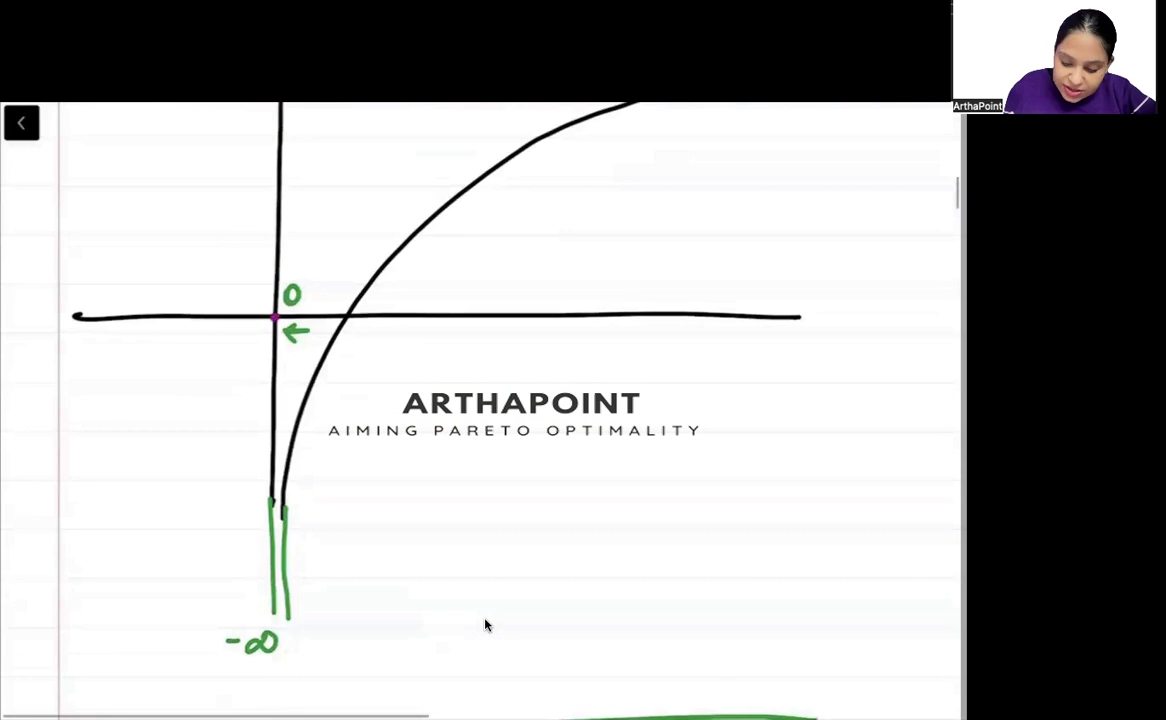 ArthaPoint
0
←
ARTHAPOINT
AIMING PARETO OPTIMALITY
-∞